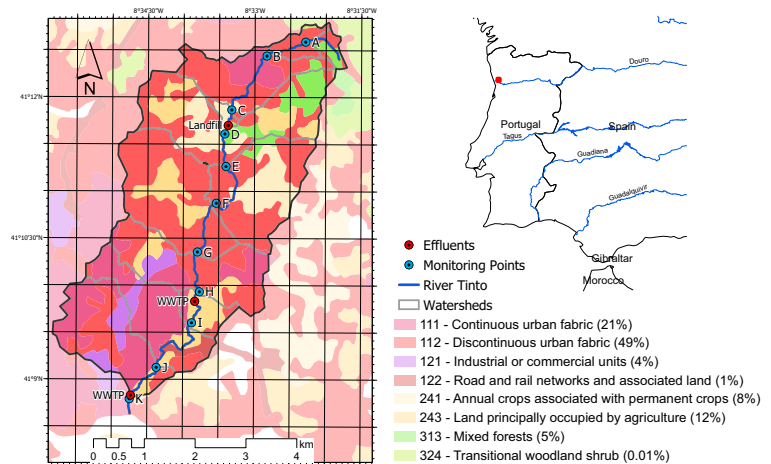 8°34'30"W 8°33'W 8°31'30"W
41°12'N
41°10'30"N
41°9'N
N
A
B
C
Landfill
D
E
F
G
H
WWTP
I
J
WWTP
K
km
0 0.5 1 2 3 4
Douro
Portugal
Spain
Tagus
Guadiana
Guadalquivir
Gibraltar
Morocco
Effluents
Monitoring Points
River Tinto
Watersheds
111 - Continuous urban fabric (21%)
112 - Discontinuous urban fabric (49%)
121 - Industrial or commercial units (4%)
122 - Road and rail networks and associated land (1%)
241 - Annual crops associated with permanent crops (8%)
243 - Land principally occupied by agriculture (12%)
313 - Mixed forests (5%)
324 - Transitional woodland shrub (0.01%)